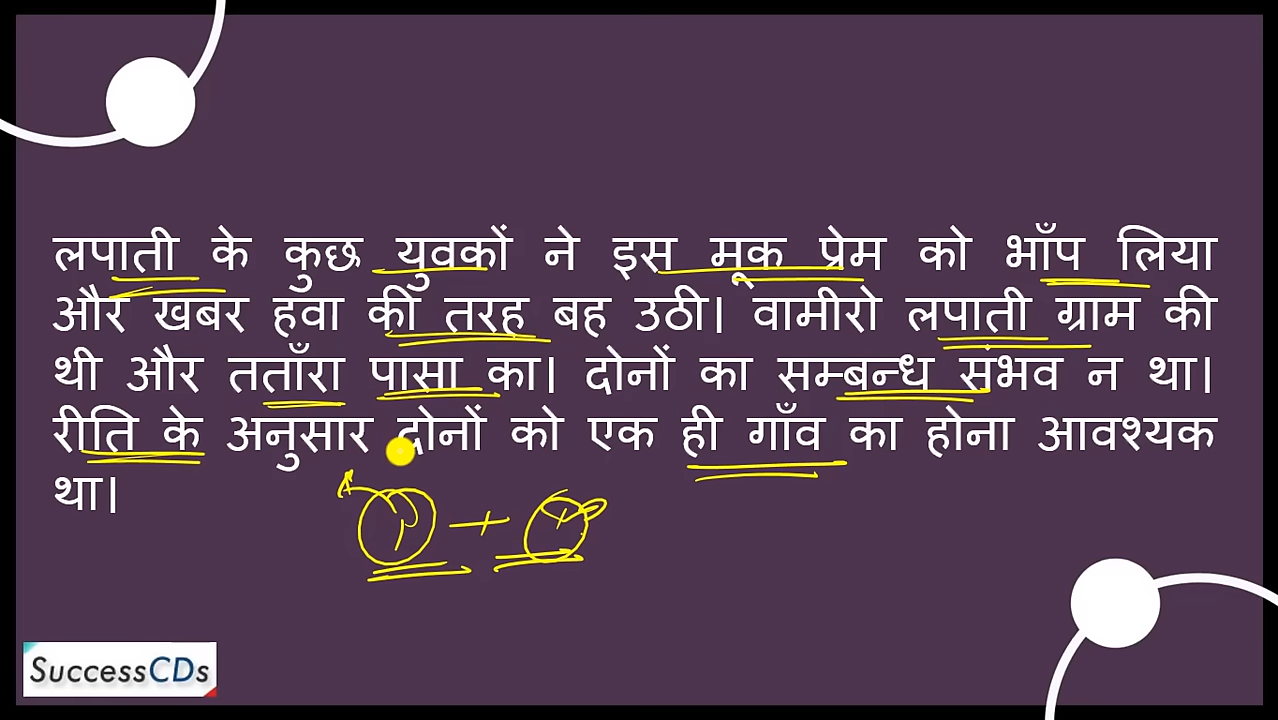 लपाती के कुछ युवकों ने इस मूक प्रेम को भाँप लिया
और खबर हवा की तरह बह उठी। वामीरो लपाती ग्राम की
थी और तताँरा पासा का। दोनों का सम्बन्ध संभव न था।
रीति के अनुसार दोनों को एक ही गाँव का होना आवश्यक
था।
SuccessCDs